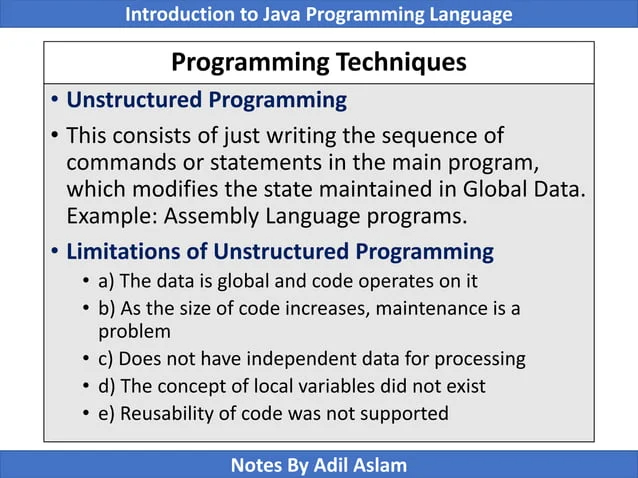 Introduction to Java Programming Language
Programming Techniques
• Unstructured Programming
• This consists of just writing the sequence of
commands or statements in the main program,
which modifies the state maintained in Global Data.
Example: Assembly Language programs.
• Limitations of Unstructured Programming
• a) The data is global and code operates on it
• b) As the size of code increases, maintenance is a
problem
• c) Does not have independent data for processing
• d) The concept of local variables did not exist
• e) Reusability of code was not supported
Notes By Adil Aslam